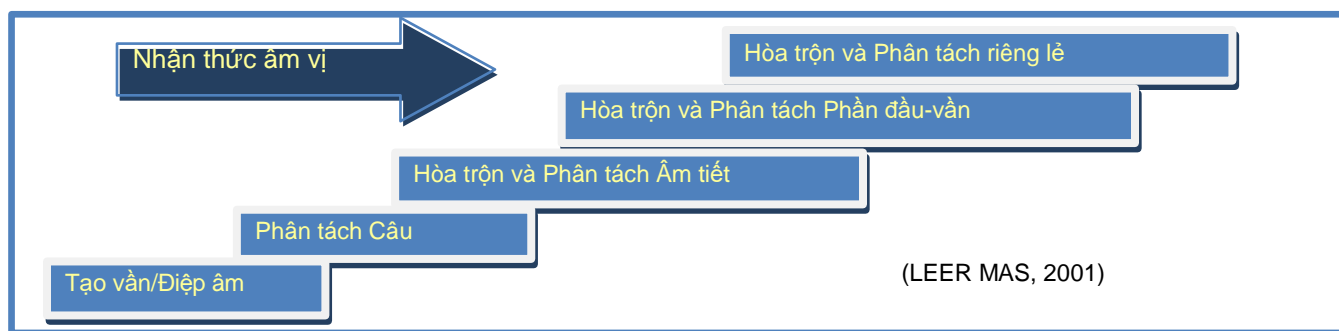 Nhận thức âm vị
Hòa trộn và Phân tách riêng lẻ
Hòa trộn và Phân tách Phần đầu-vần
Hòa trộn và Phân tách Âm tiết
Phân tách Câu
Tạo vần/Điệp âm
(LEER MAS, 2001)